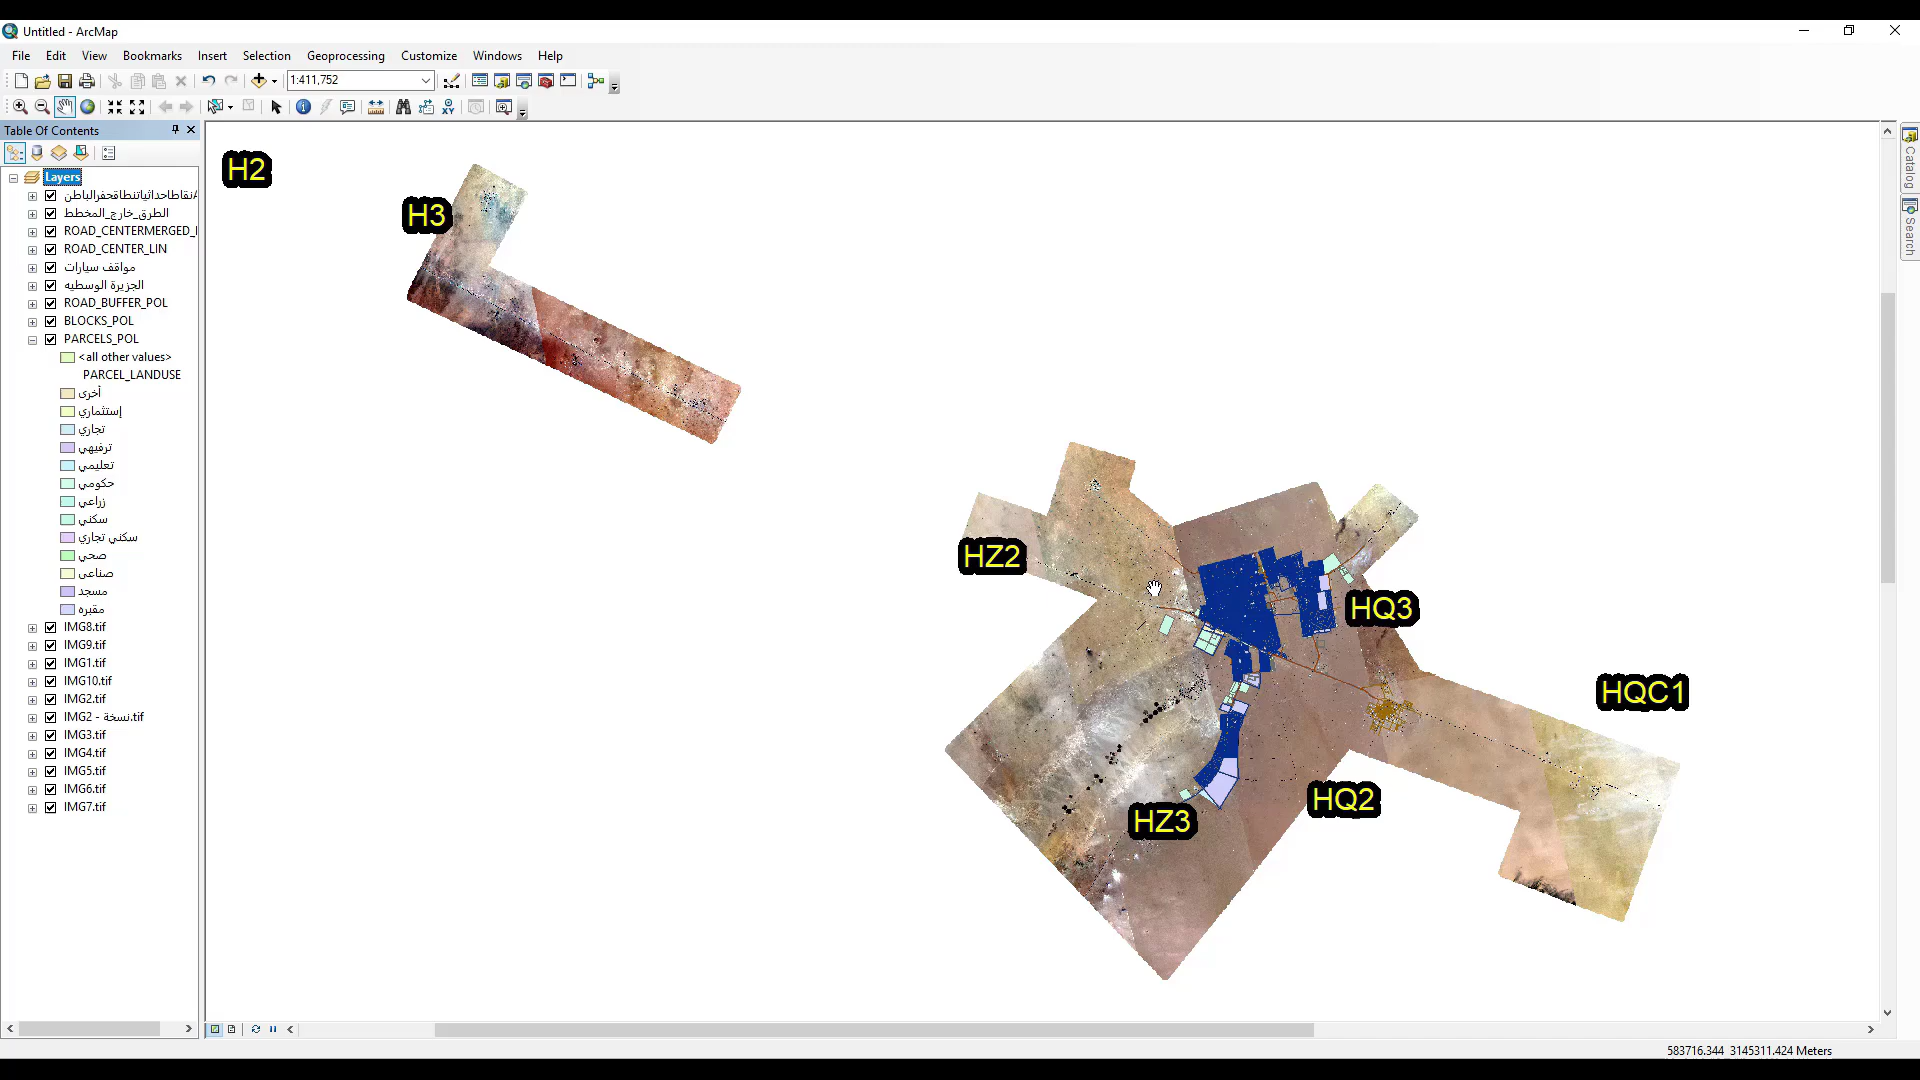 Untitled - ArcMap
File Edit View Bookmarks Insert Selection Geoprocessing Customize Windows Help
1:411,752
Table Of Contents
Layers
نقاطاحداثياتنطاقحفرالباطن
الطرق_خارج_المخطط
ROAD_CENTERMERGED_
ROAD_CENTER_LIN
مواقف سيارات
الجزيرة الوسطيه
ROAD_BUFFER_POL
BLOCKS_POL
PARCELS_POL
<all other values>
PARCEL_LANDUSE
أخرى
إستثماري
تجاري
ترفيهي
تعليمي
حكومي
زراعي
سكني
سكني تجاري
صحي
صناعى
مسجد
مقبره
IMG8.tif
IMG9.tif
IMG1.tif
IMG10.tif
IMG2.tif
IMG2 - نسخة.tif
IMG3.tif
IMG4.tif
IMG5.tif
IMG6.tif
IMG7.tif
H2
H3
HZ2
HQ3
HQC1
HQ2
HZ3
Catalog
Search
583716.344 3145311.424 Meters